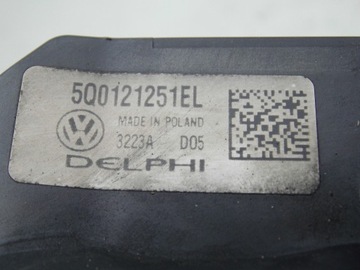 5Q0121251EL
MADE IN POLAND
3223A D05
DELPHI